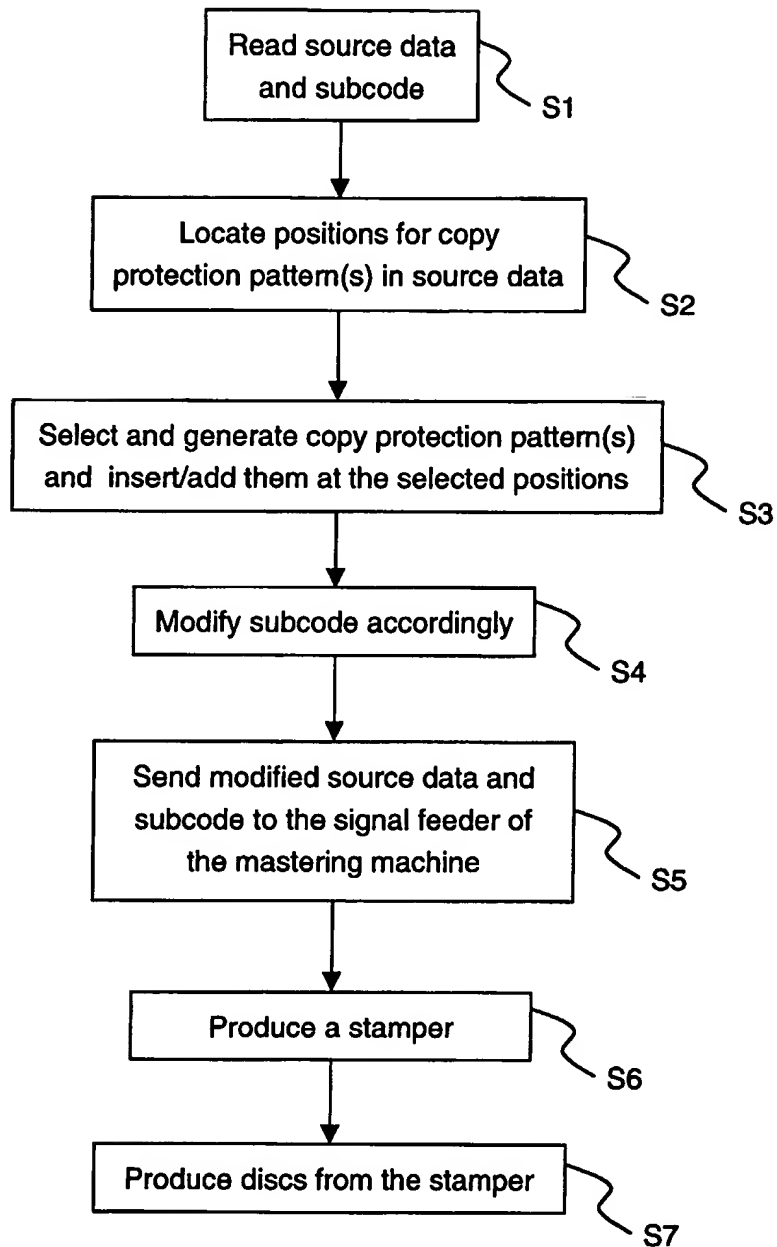 Read source data
and subcode
S1
Locate positions for copy
protection pattern(s) in source data
S2
Select and generate copy protection pattern(s)
and insert/add them at the selected positions
S3
Modify subcode accordingly
S4
Send modified source data and
subcode to the signal feeder of
the mastering machine
S5
Produce a stamper
S6
Produce discs from the stamper
S7